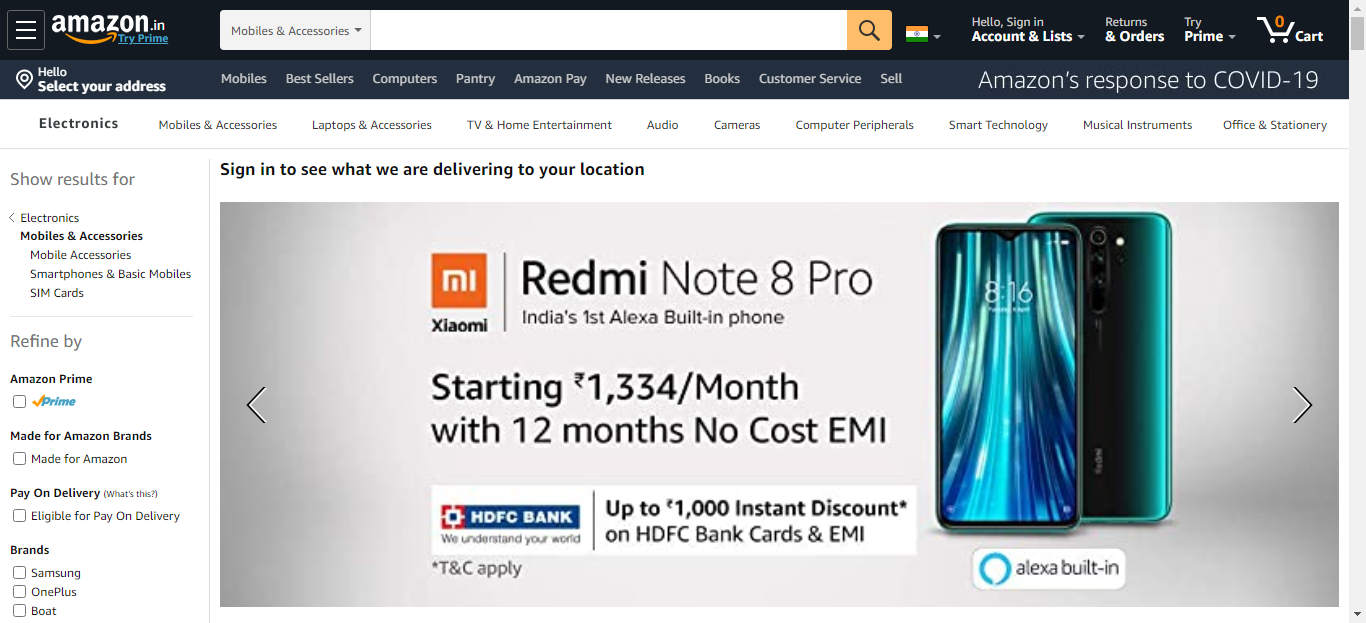 amazon.in
Try Prime
Mobiles & Accessories
Hello, Sign in
Account & Lists
Returns
& Orders
Try
Prime
0
Cart
Hello
Select your address
Mobiles
Best Sellers
Computers
Pantry
Amazon Pay
New Releases
Books
Customer Service
Sell
Amazon's response to COVID-19
Electronics
Mobiles & Accessories
Laptops & Accessories
TV & Home Entertainment
Audio
Cameras
Computer Peripherals
Smart Technology
Musical Instruments
Office & Stationery
Show results for
Electronics
Mobiles & Accessories
Mobile Accessories
Smartphones & Basic Mobiles
SIM Cards
Refine by
Amazon Prime
Prime
Made for Amazon Brands
Made for Amazon
Pay On Delivery (What's this?)
Eligible for Pay On Delivery
Brands
Samsung
OnePlus
Boat
Sign in to see what we are delivering to your location
mi
Xiaomi
Redmi Note 8 Pro
India's 1st Alexa Built-in phone
Starting ₹1,334/Month
with 12 months No Cost EMI
HDFC BANK
We understand your world
Up to ₹1,000 Instant Discount*
on HDFC Bank Cards & EMI
*T&C apply
8:16
Redmi
alexa built-in